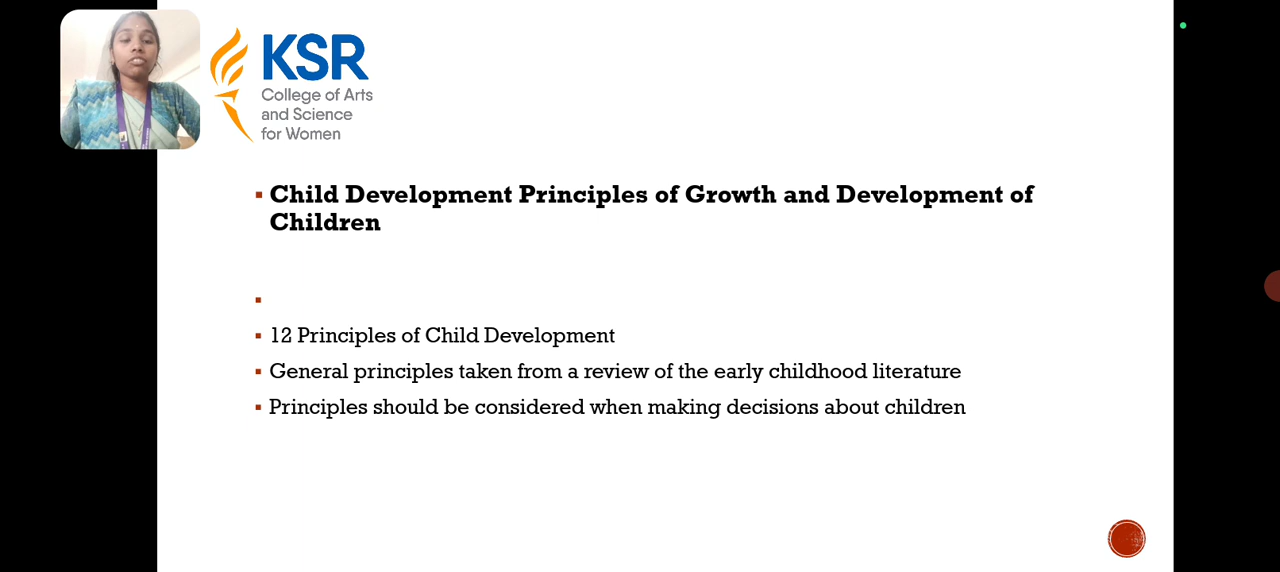 KSR
College of Arts
and Science
for Women
Child Development Principles of Growth and Development of
Children
12 Principles of Child Development
General principles taken from a review of the early childhood literature
Principles should be considered when making decisions about children